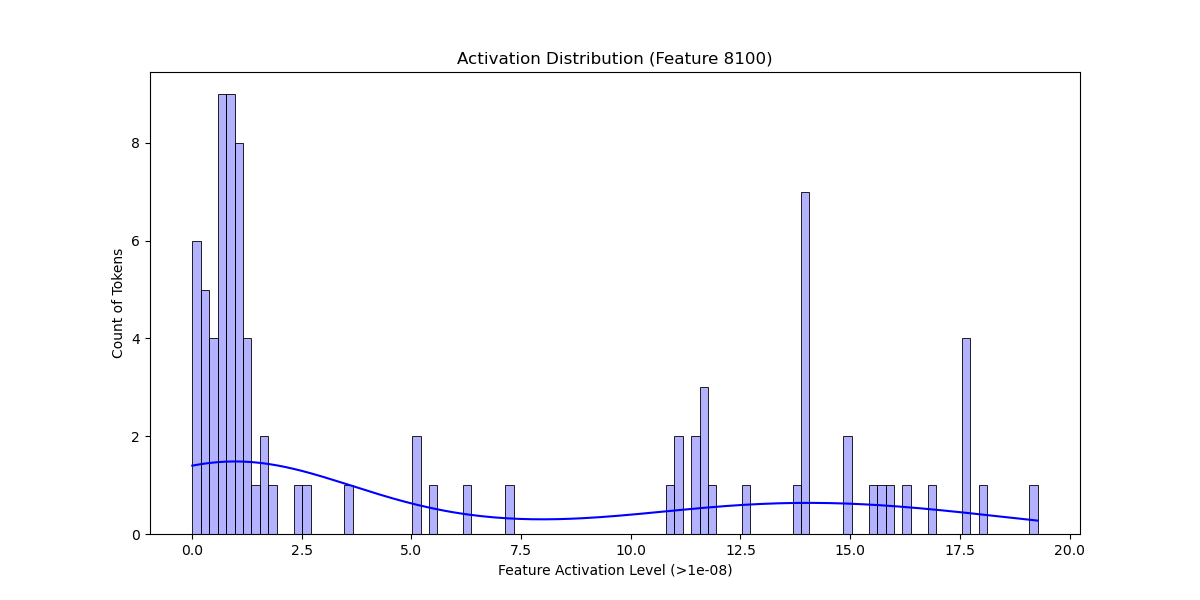 Activation Distribution (Feature 8100)
8
6
4
2
0
Count of Tokens
0.0 2.5 5.0 7.5 10.0 12.5 15.0 17.5 20.0
Feature Activation Level (>1e-08)